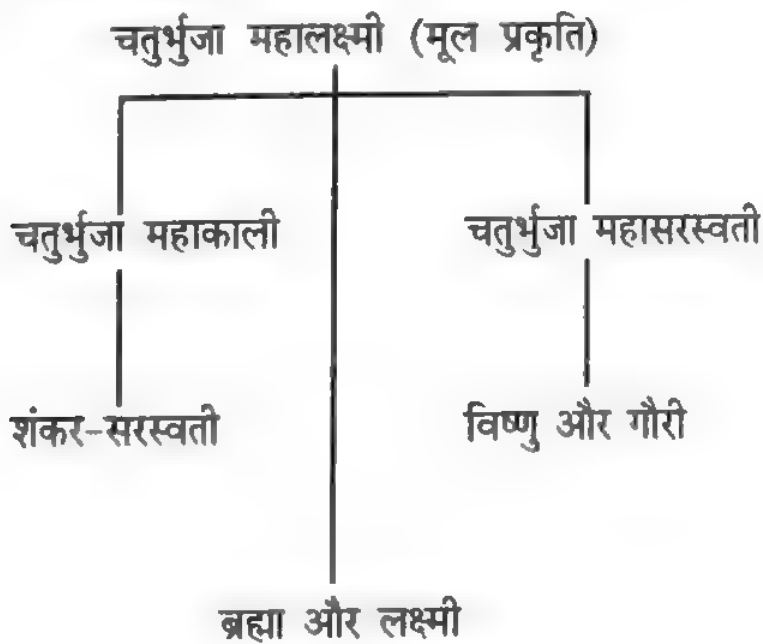 चतुर्भुजा महालक्ष्मी (मूल प्रकृति)
चतुर्भुजा महाकाली
चतुर्भुजा महासरस्वती
शंकर-सरस्वती
विष्णु और गौरी
ब्रह्मा और लक्ष्मी